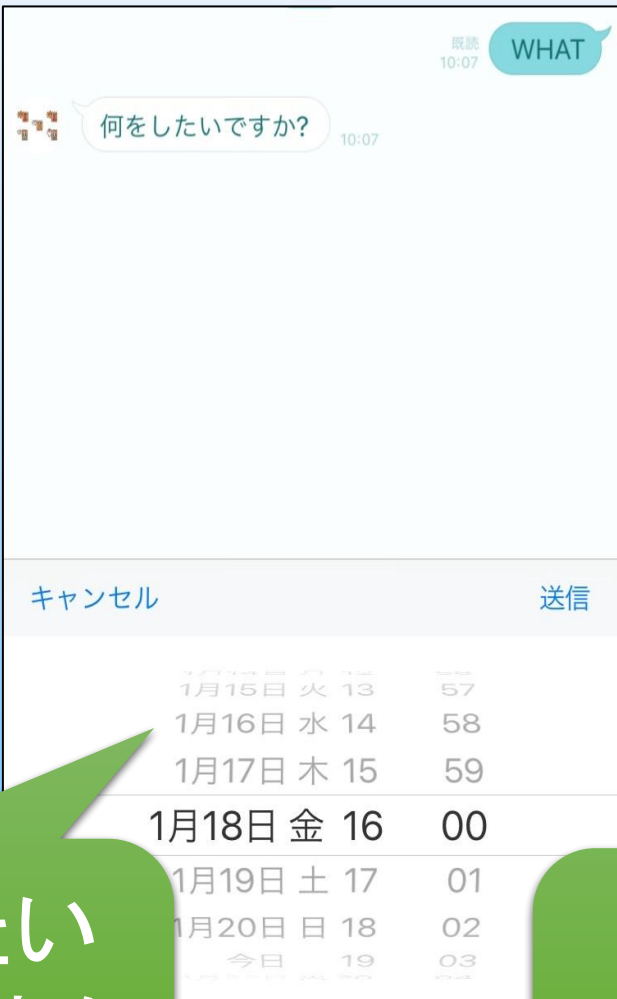 既読
10:07 WHAT
何をしたいですか? 10:07
キャンセル 送信
1月15日 火 13 57
1月16日 水 14 58
1月17日 木 15 59
1月18日 金 16 00
1月19日 土 17 01
1月20日 日 18 02
今日 19 03
たい